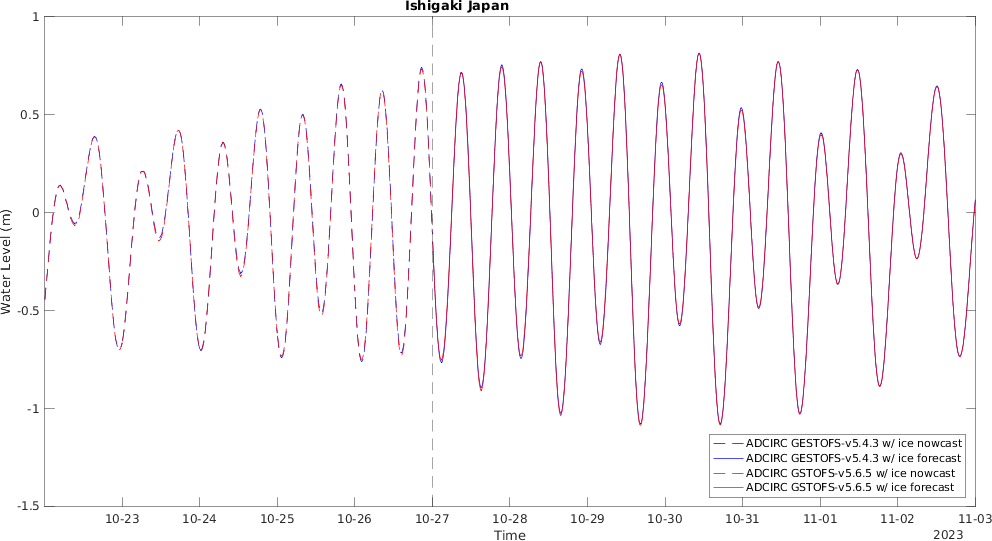 Ishigaki Japan
1
0.5
0
-0.5
-1
-1.5
Water Level (m)
10-23 10-24 10-25 10-26 10-27 10-28 10-29 10-30 10-31 11-01 11-02 11-03
Time
2023
ADCIRC GESTOFS-v5.4.3 w/ ice nowcast
ADCIRC GESTOFS-v5.4.3 w/ ice forecast
ADCIRC GSTOFS-v5.6.5 w/ ice nowcast
ADCIRC GSTOFS-v5.6.5 w/ ice forecast